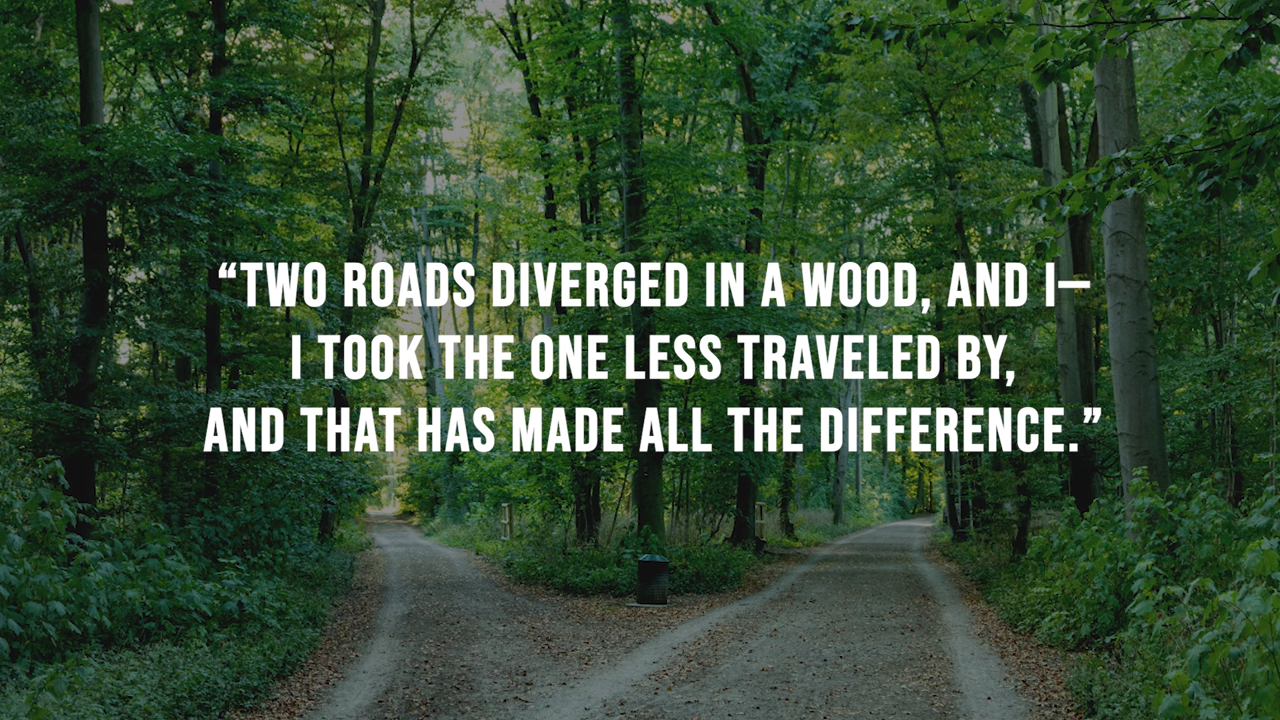 “TWO ROADS DIVERGED IN A WOOD, AND I—
I TOOK THE ONE LESS TRAVELED BY,
AND THAT HAS MADE ALL THE DIFFERENCE.”